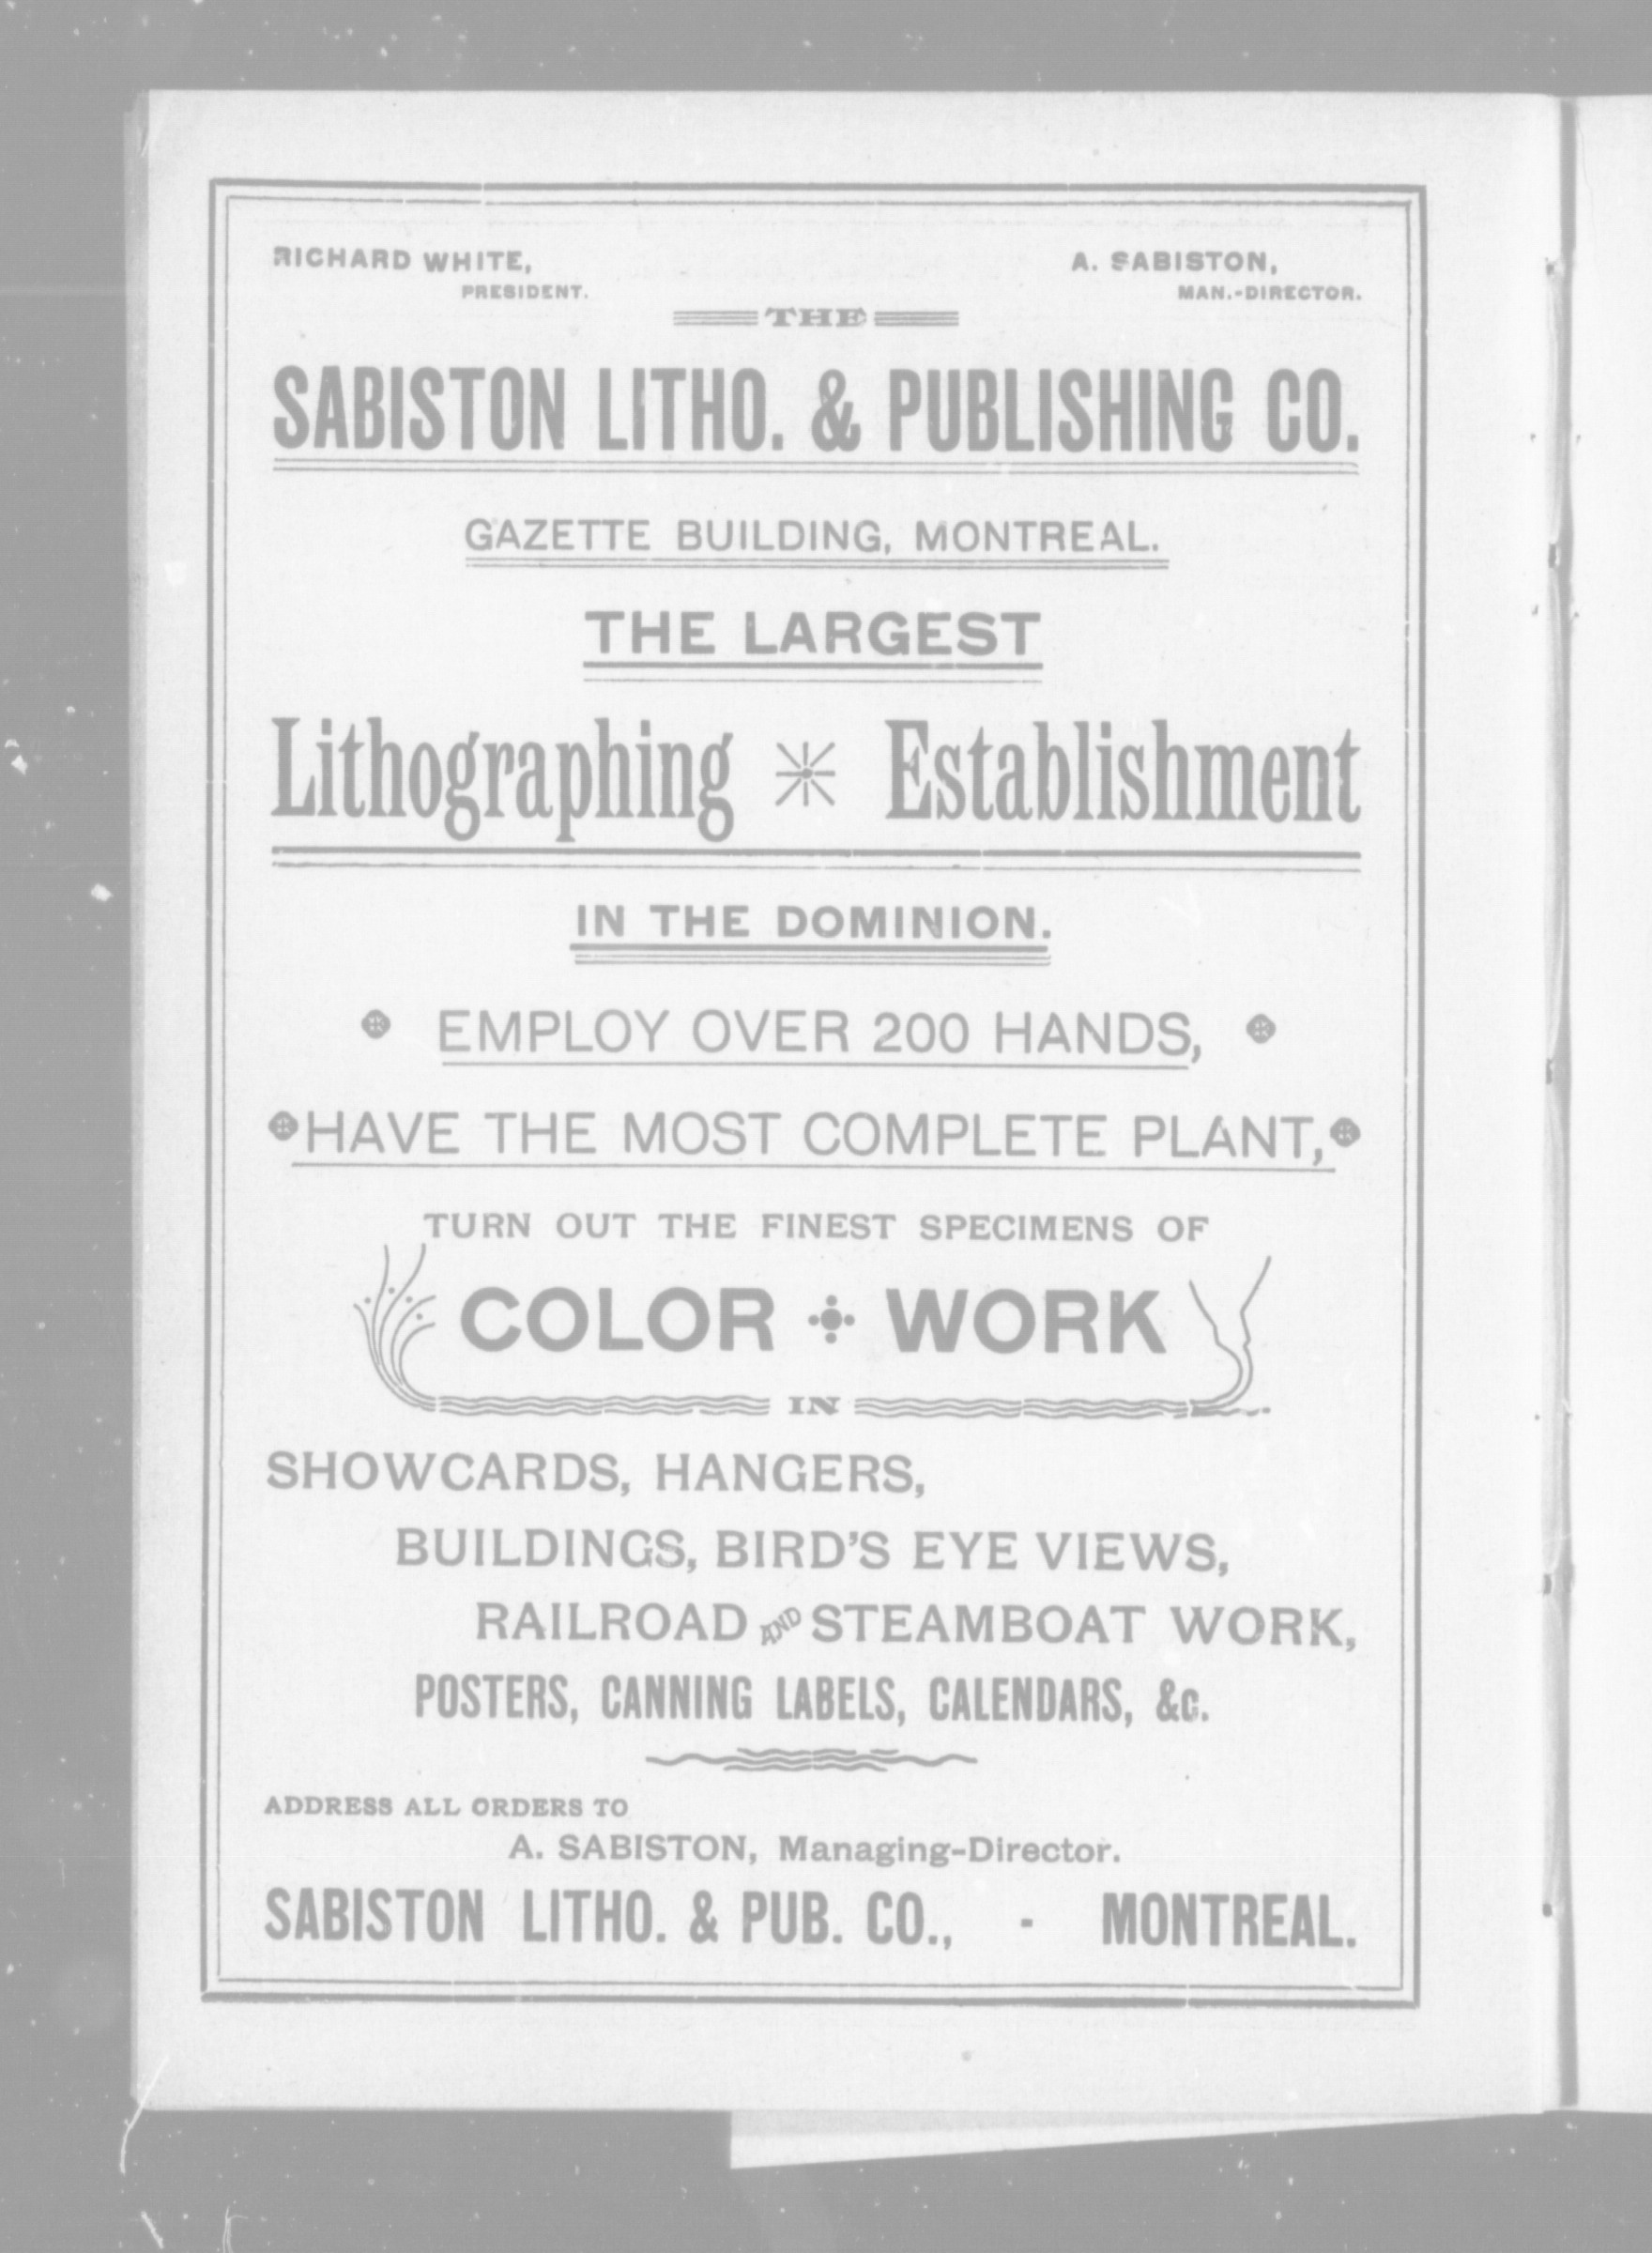 RICHARD WHITE,
PRESIDENT.
A. SABISTON,
MAN.-DIRECTOR.
THE
SABISTON LITHO. & PUBLISHING CO.
GAZETTE BUILDING, MONTREAL.
THE LARGEST
Lithographing Establishment
IN THE DOMINION.
EMPLOY OVER 200 HANDS,
HAVE THE MOST COMPLETE PLANT,
TURN OUT THE FINEST SPECIMENS OF
COLOR WORK
IN
SHOWCARDS, HANGERS,
BUILDINGS, BIRD'S EYE VIEWS,
RAILROAD AND STEAMBOAT WORK,
POSTERS, CANNING LABELS, CALENDARS, &c.
ADDRESS ALL ORDERS TO
A. SABISTON, Managing-Director.
SABISTON LITHO. & PUB. CO., - MONTREAL.